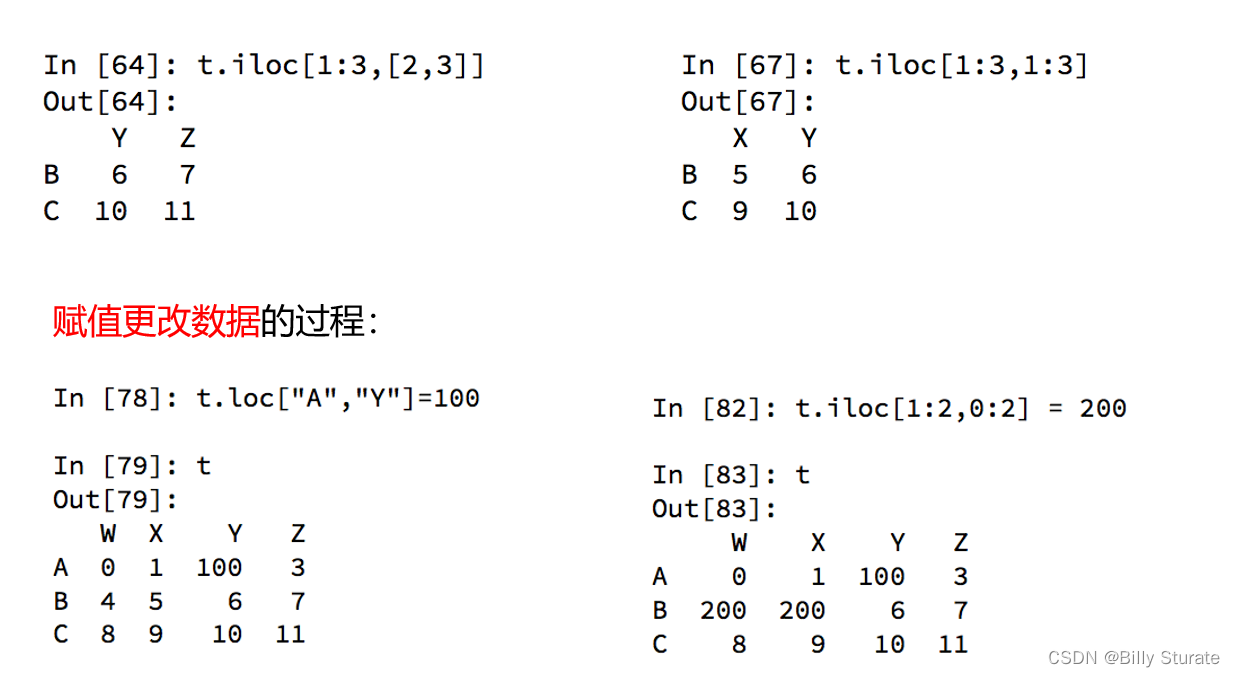 In [64]: t.iloc[1:3,[2,3]]
Out[64]:
Y Z
B 6 7
C 10 11
In [67]: t.iloc[1:3,1:3]
Out[67]:
X Y
B 5 6
C 9 10
赋值更改数据的过程：
In [78]: t.loc["A","Y"]=100
In [79]: t
Out[79]:
W X Y Z
A 0 1 100 3
B 4 5 6 7
C 8 9 10 11
In [82]: t.iloc[1:2,0:2] = 200
In [83]: t
Out[83]:
W X Y Z
A 0 1 100 3
B 200 200 6 7
C 8 9 10 11
CSDN @Billy Sturate